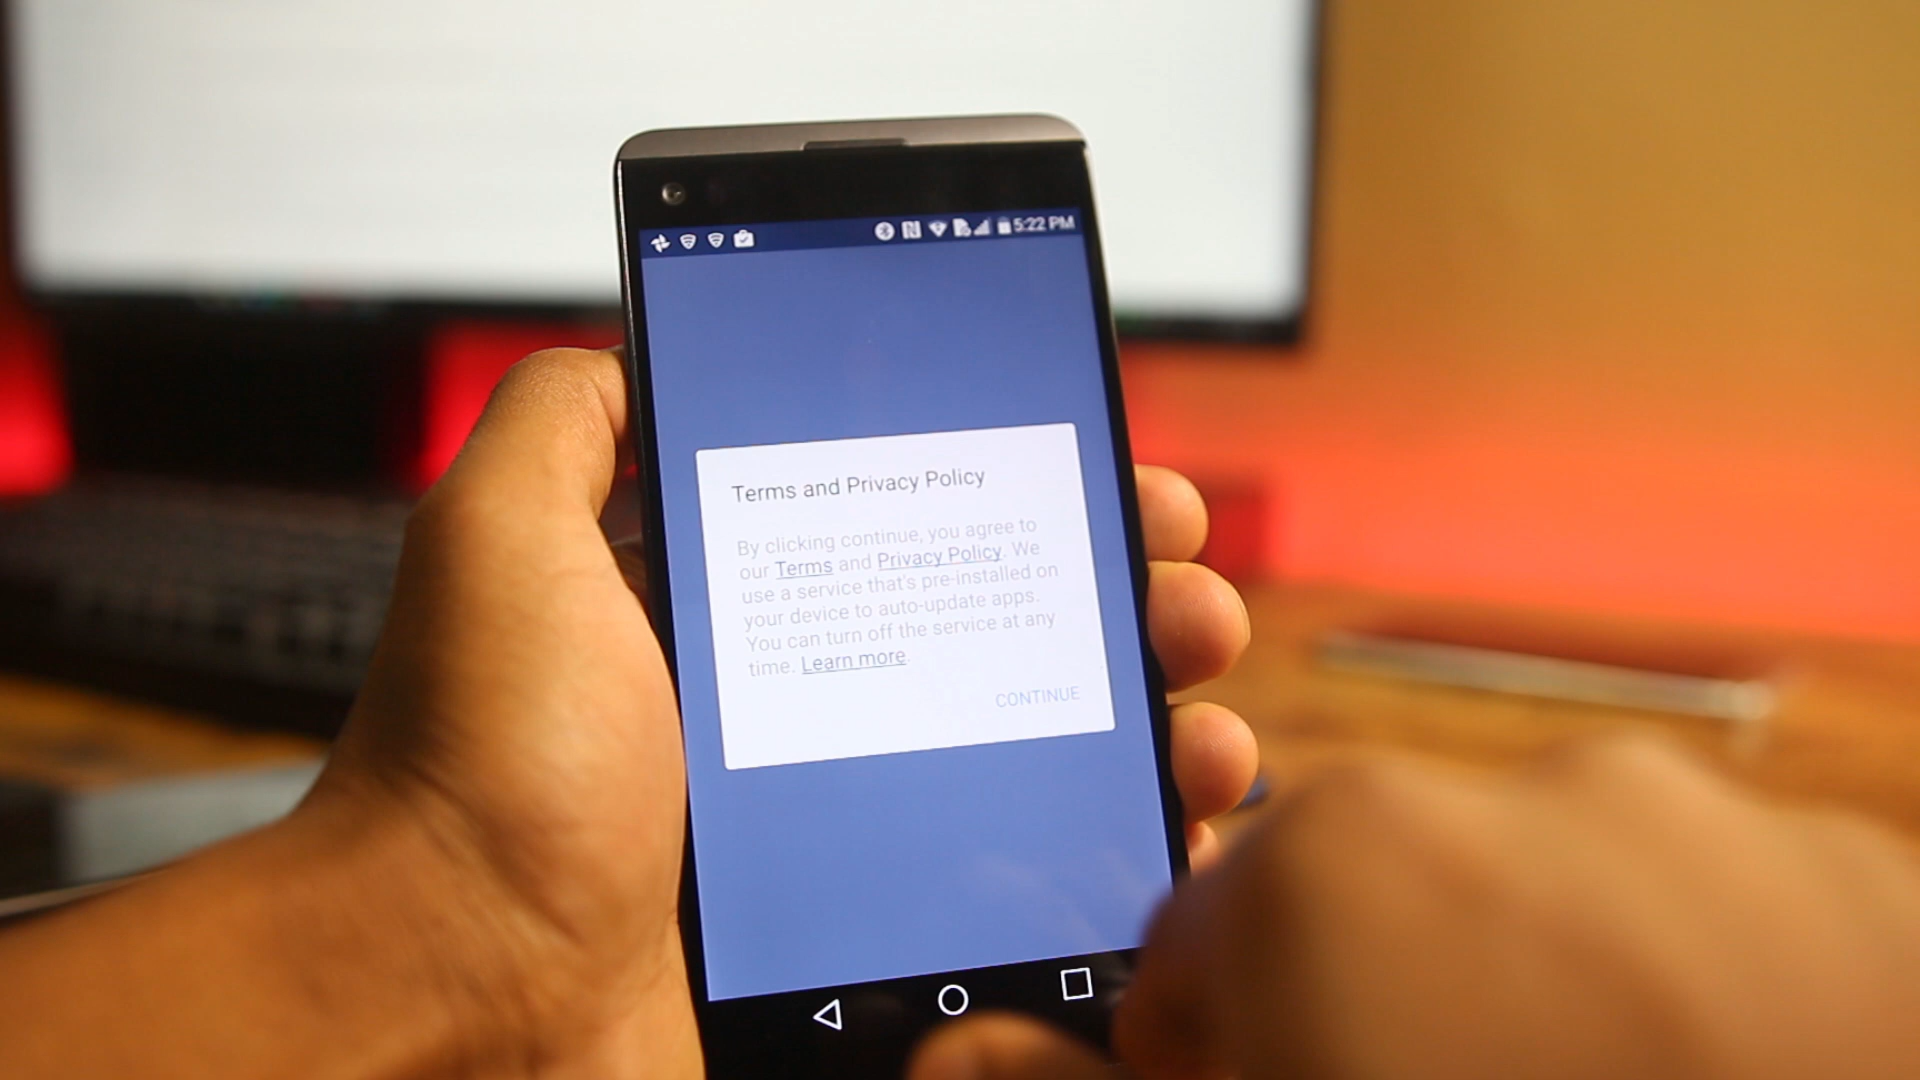 5:22 PM
Terms and Privacy Policy
By clicking continue, you agree to
our Terms and Privacy Policy. We
use a service that's pre-installed on
your device to auto-update apps.
You can turn off the service at any
time. Learn more.
CONTINUE